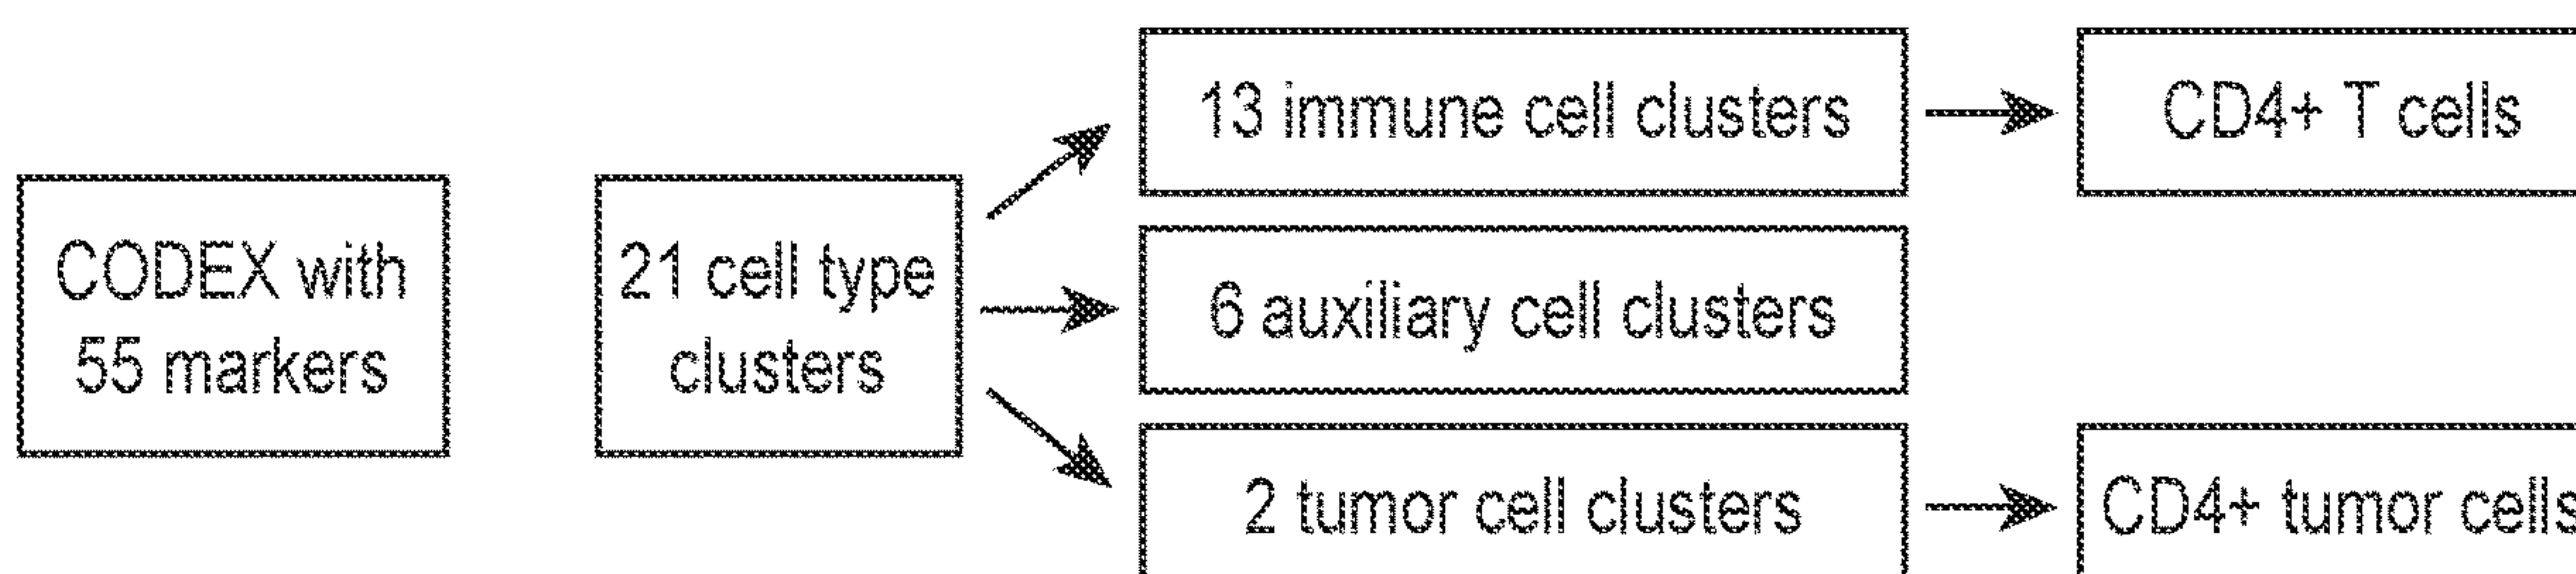 CODEX with
55 markers
21 cell type
clusters
13 immune cell clusters
CD4+ T cells
6 auxiliary cell clusters
2 tumor cell clusters
CD4+ tumor cells